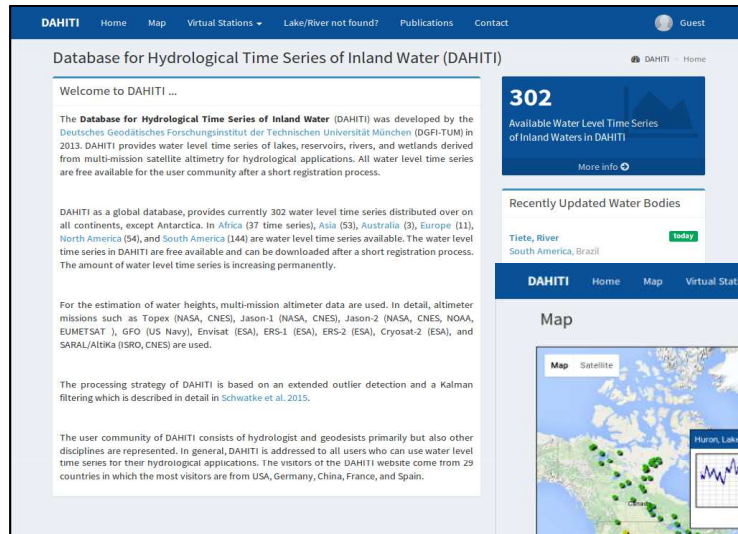 DAHITI Home Map Virtual Stations Lake/River not found? Publications Contact Guest
Database for Hydrological Time Series of Inland Water (DAHITI)
DAHITI Home
Welcome to DAHITI ...
The Database for Hydrological Time Series of Inland Water (DAHITI) was developed by the
Deutsches Geodätisches Forschungsinstitut der Technischen Universität München (DGFI-TUM) in
2013. DAHITI provides water level time series of lakes, reservoirs, rivers, and wetlands derived
from multi-mission satellite altimetry for hydrological applications. All water level time series
are free available for the user community after a short registration process.
DAHITI as a global database, provides currently 302 water level time series distributed over on
all continents, except Antarctica. In Africa (37 time series), Asia (53), Australia (3), Europe (11),
North America (54), and South America (144) are water level time series available. The water level
time series in DAHITI are free available and can be downloaded after a short registration process.
The amount of water level time series is increasing permanently.
For the estimation of water heights, multi-mission altimeter data are used. In detail, altimeter
missions such as Topex (NASA, CNES), Jason-1 (NASA, CNES), Jason-2 (NASA, CNES, NOAA,
EUMETSAT ), GFO (US Navy), Envisat (ESA), ERS-1 (ESA), ERS-2 (ESA), Cryosat-2 (ESA), and
SARAL/AltiKa (ISRO, CNES) are used.
The processing strategy of DAHITI is based on an extended outlier detection and a Kalman
filtering which is described in detail in Schwatke et al. 2015.
The user community of DAHITI consists of hydrologist and geodesists primarily but also other
disciplines are represented. In general, DAHITI is addressed to all users who can use water level
time series for their hydrological applications. The visitors of the DAHITI website come from 29
countries in which the most visitors are from USA, Germany, China, France, and Spain.
302
Available Water Level Time Series
of Inland Waters in DAHITI
More info
Recently Updated Water Bodies
Tiete, River today
South America, Brazil
DAHITI Home Map Virtual Stat
Map
Map Satellite
Huron, Lake